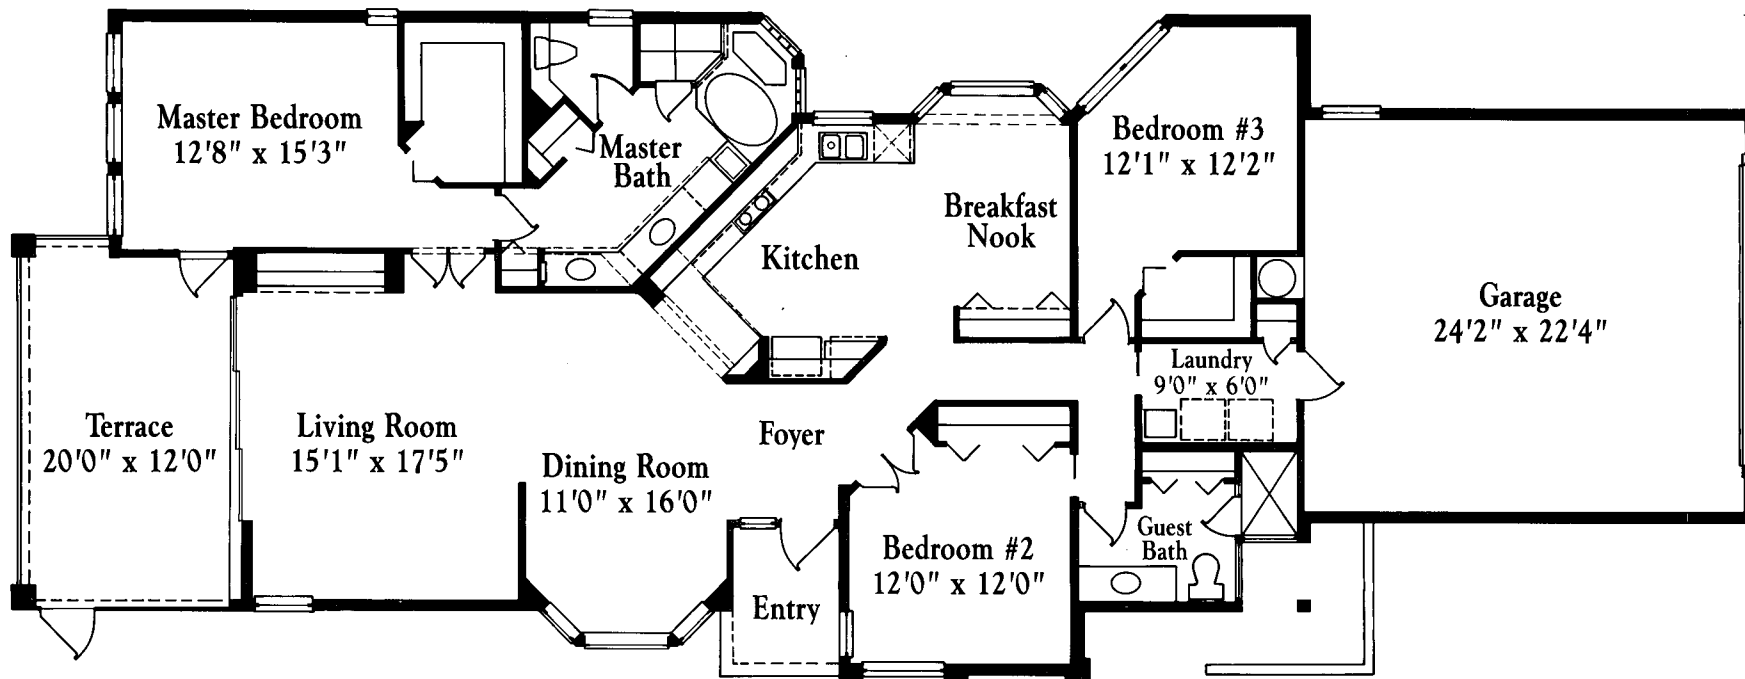 Master Bedroom
12'8" x 15'3"
Master
Bath
Kitchen
Breakfast
Nook
Bedroom #3
12'1" x 12'2"
Garage
24'2" x 22'4"
Laundry
9'0" x 6'0"
Terrace
20'0" x 12'0"
Living Room
15'1" x 17'5"
Dining Room
11'0" x 16'0"
Foyer
Entry
Bedroom #2
12'0" x 12'0"
Guest
Bath